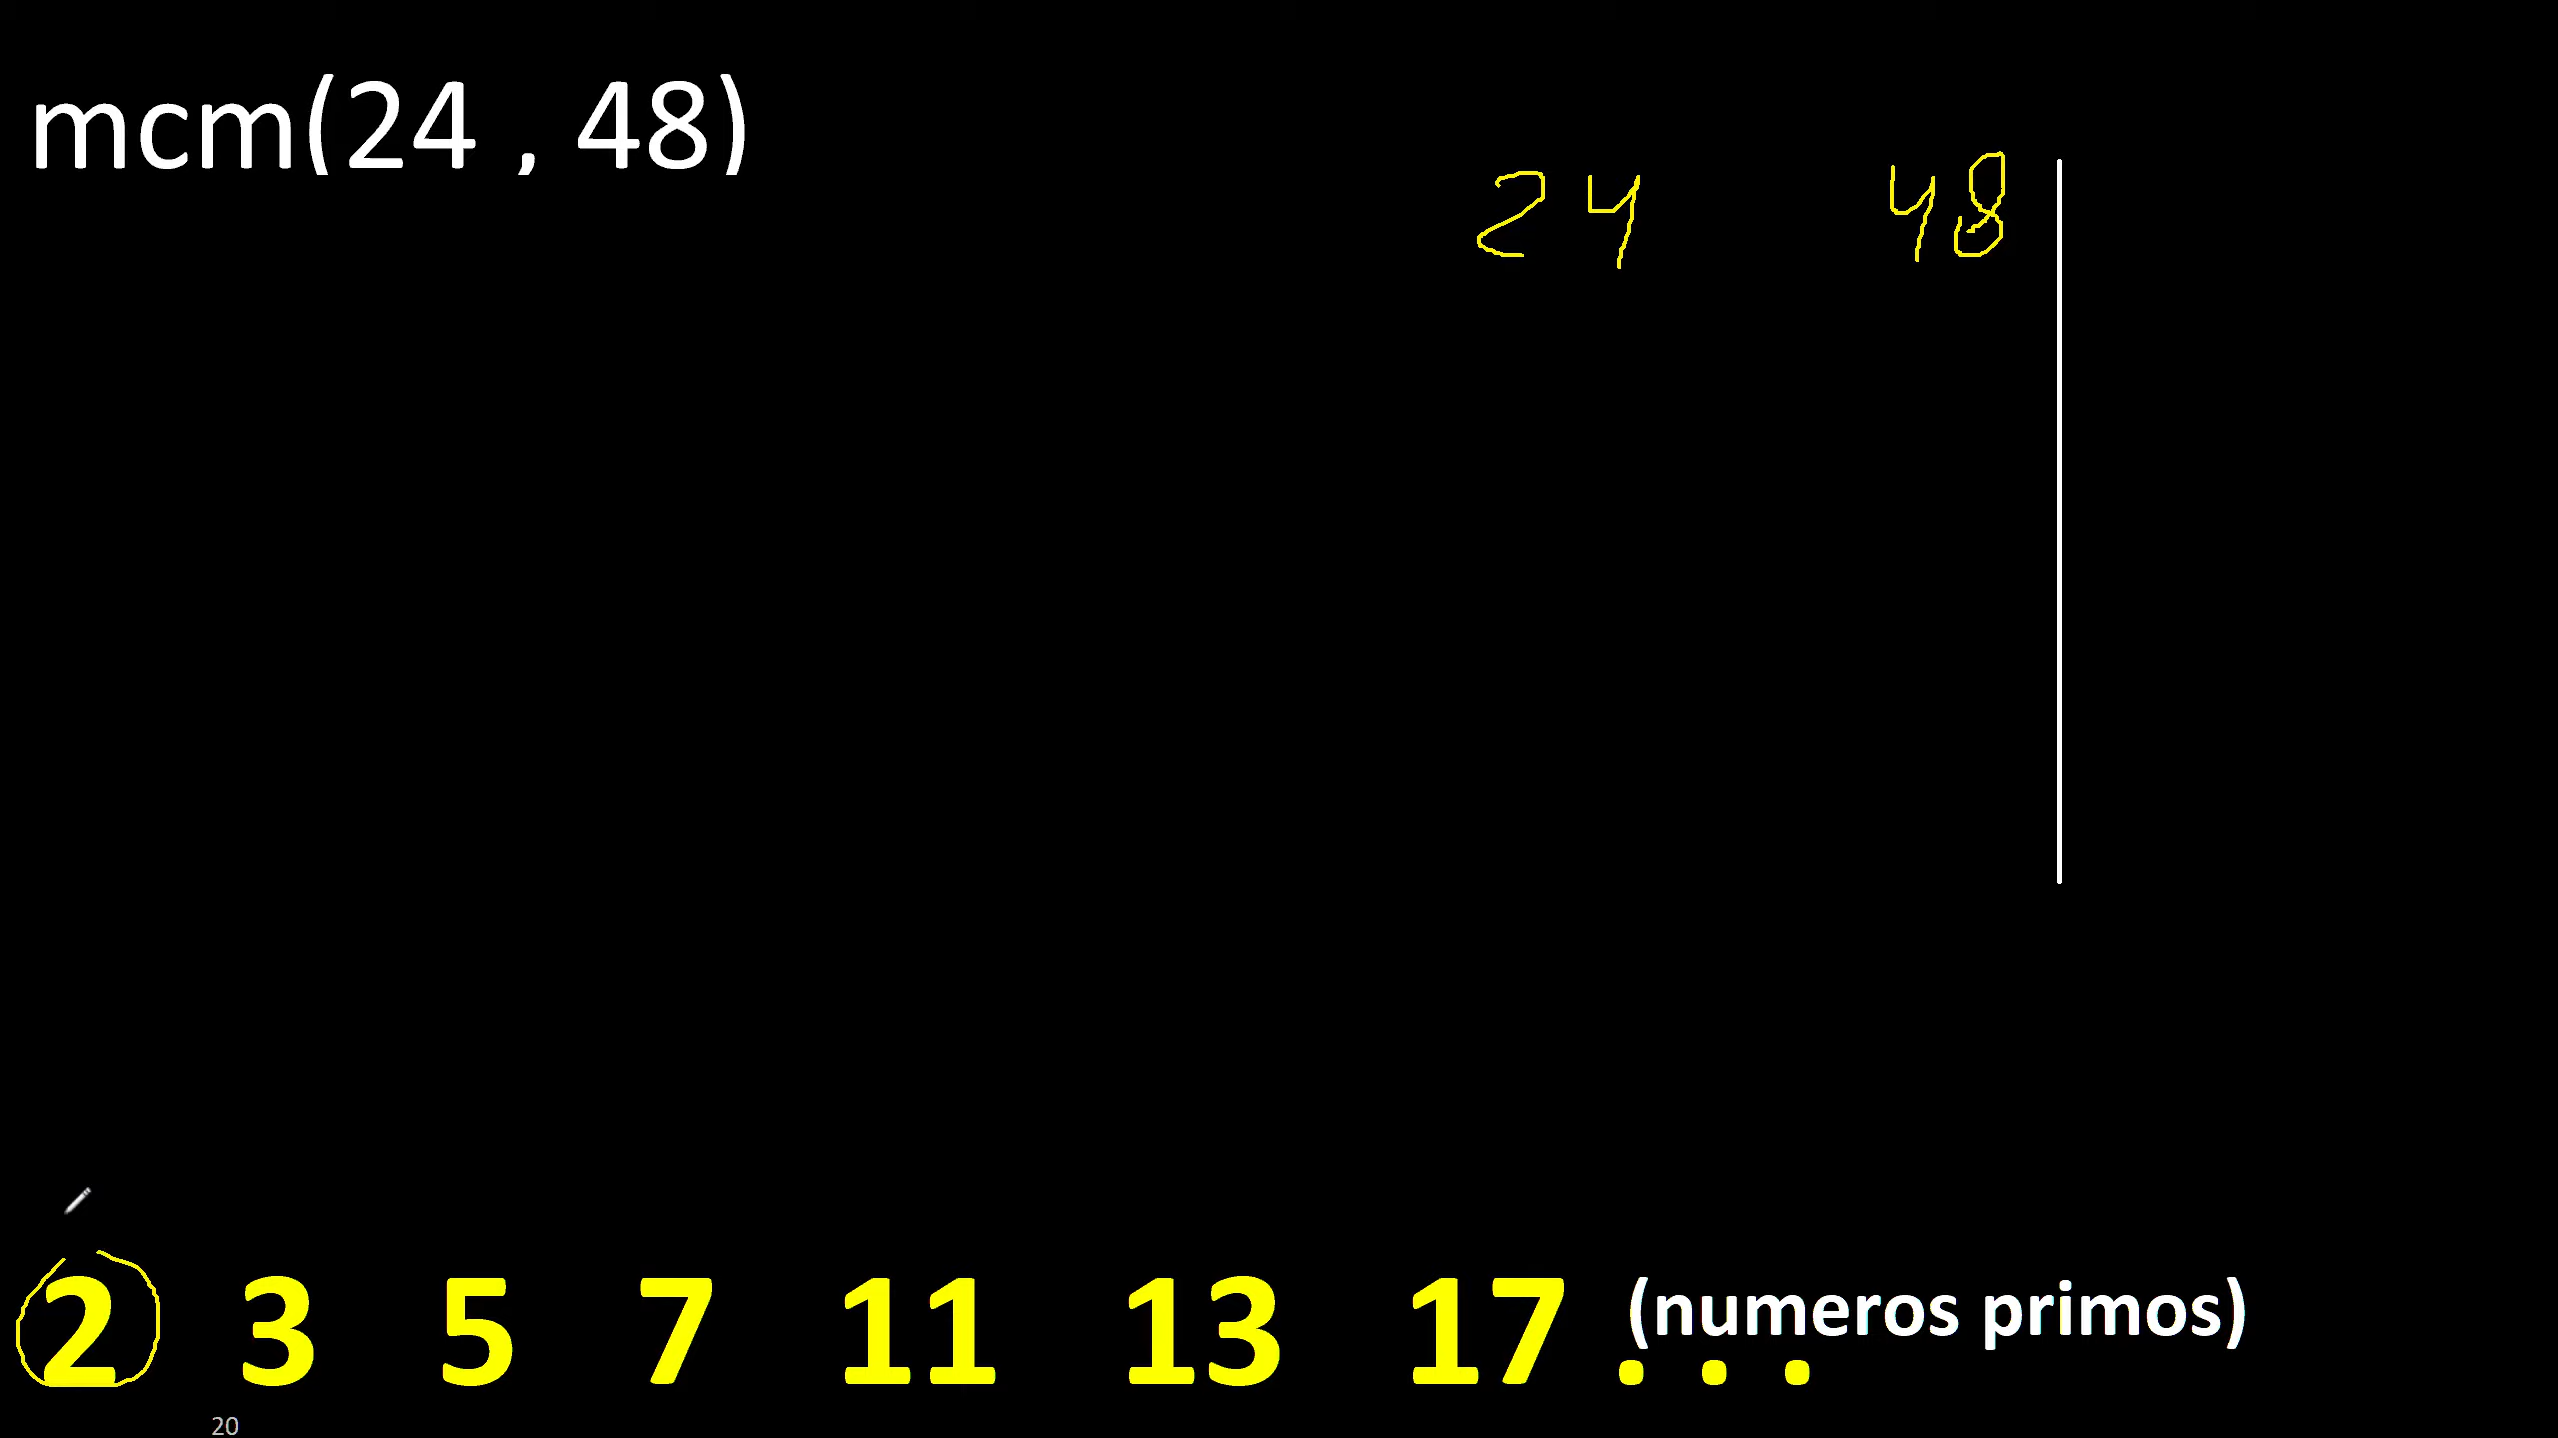 mcm(24 , 48)
24 48
2 3 5 7 11 13 17 . . . (numeros primos)
20